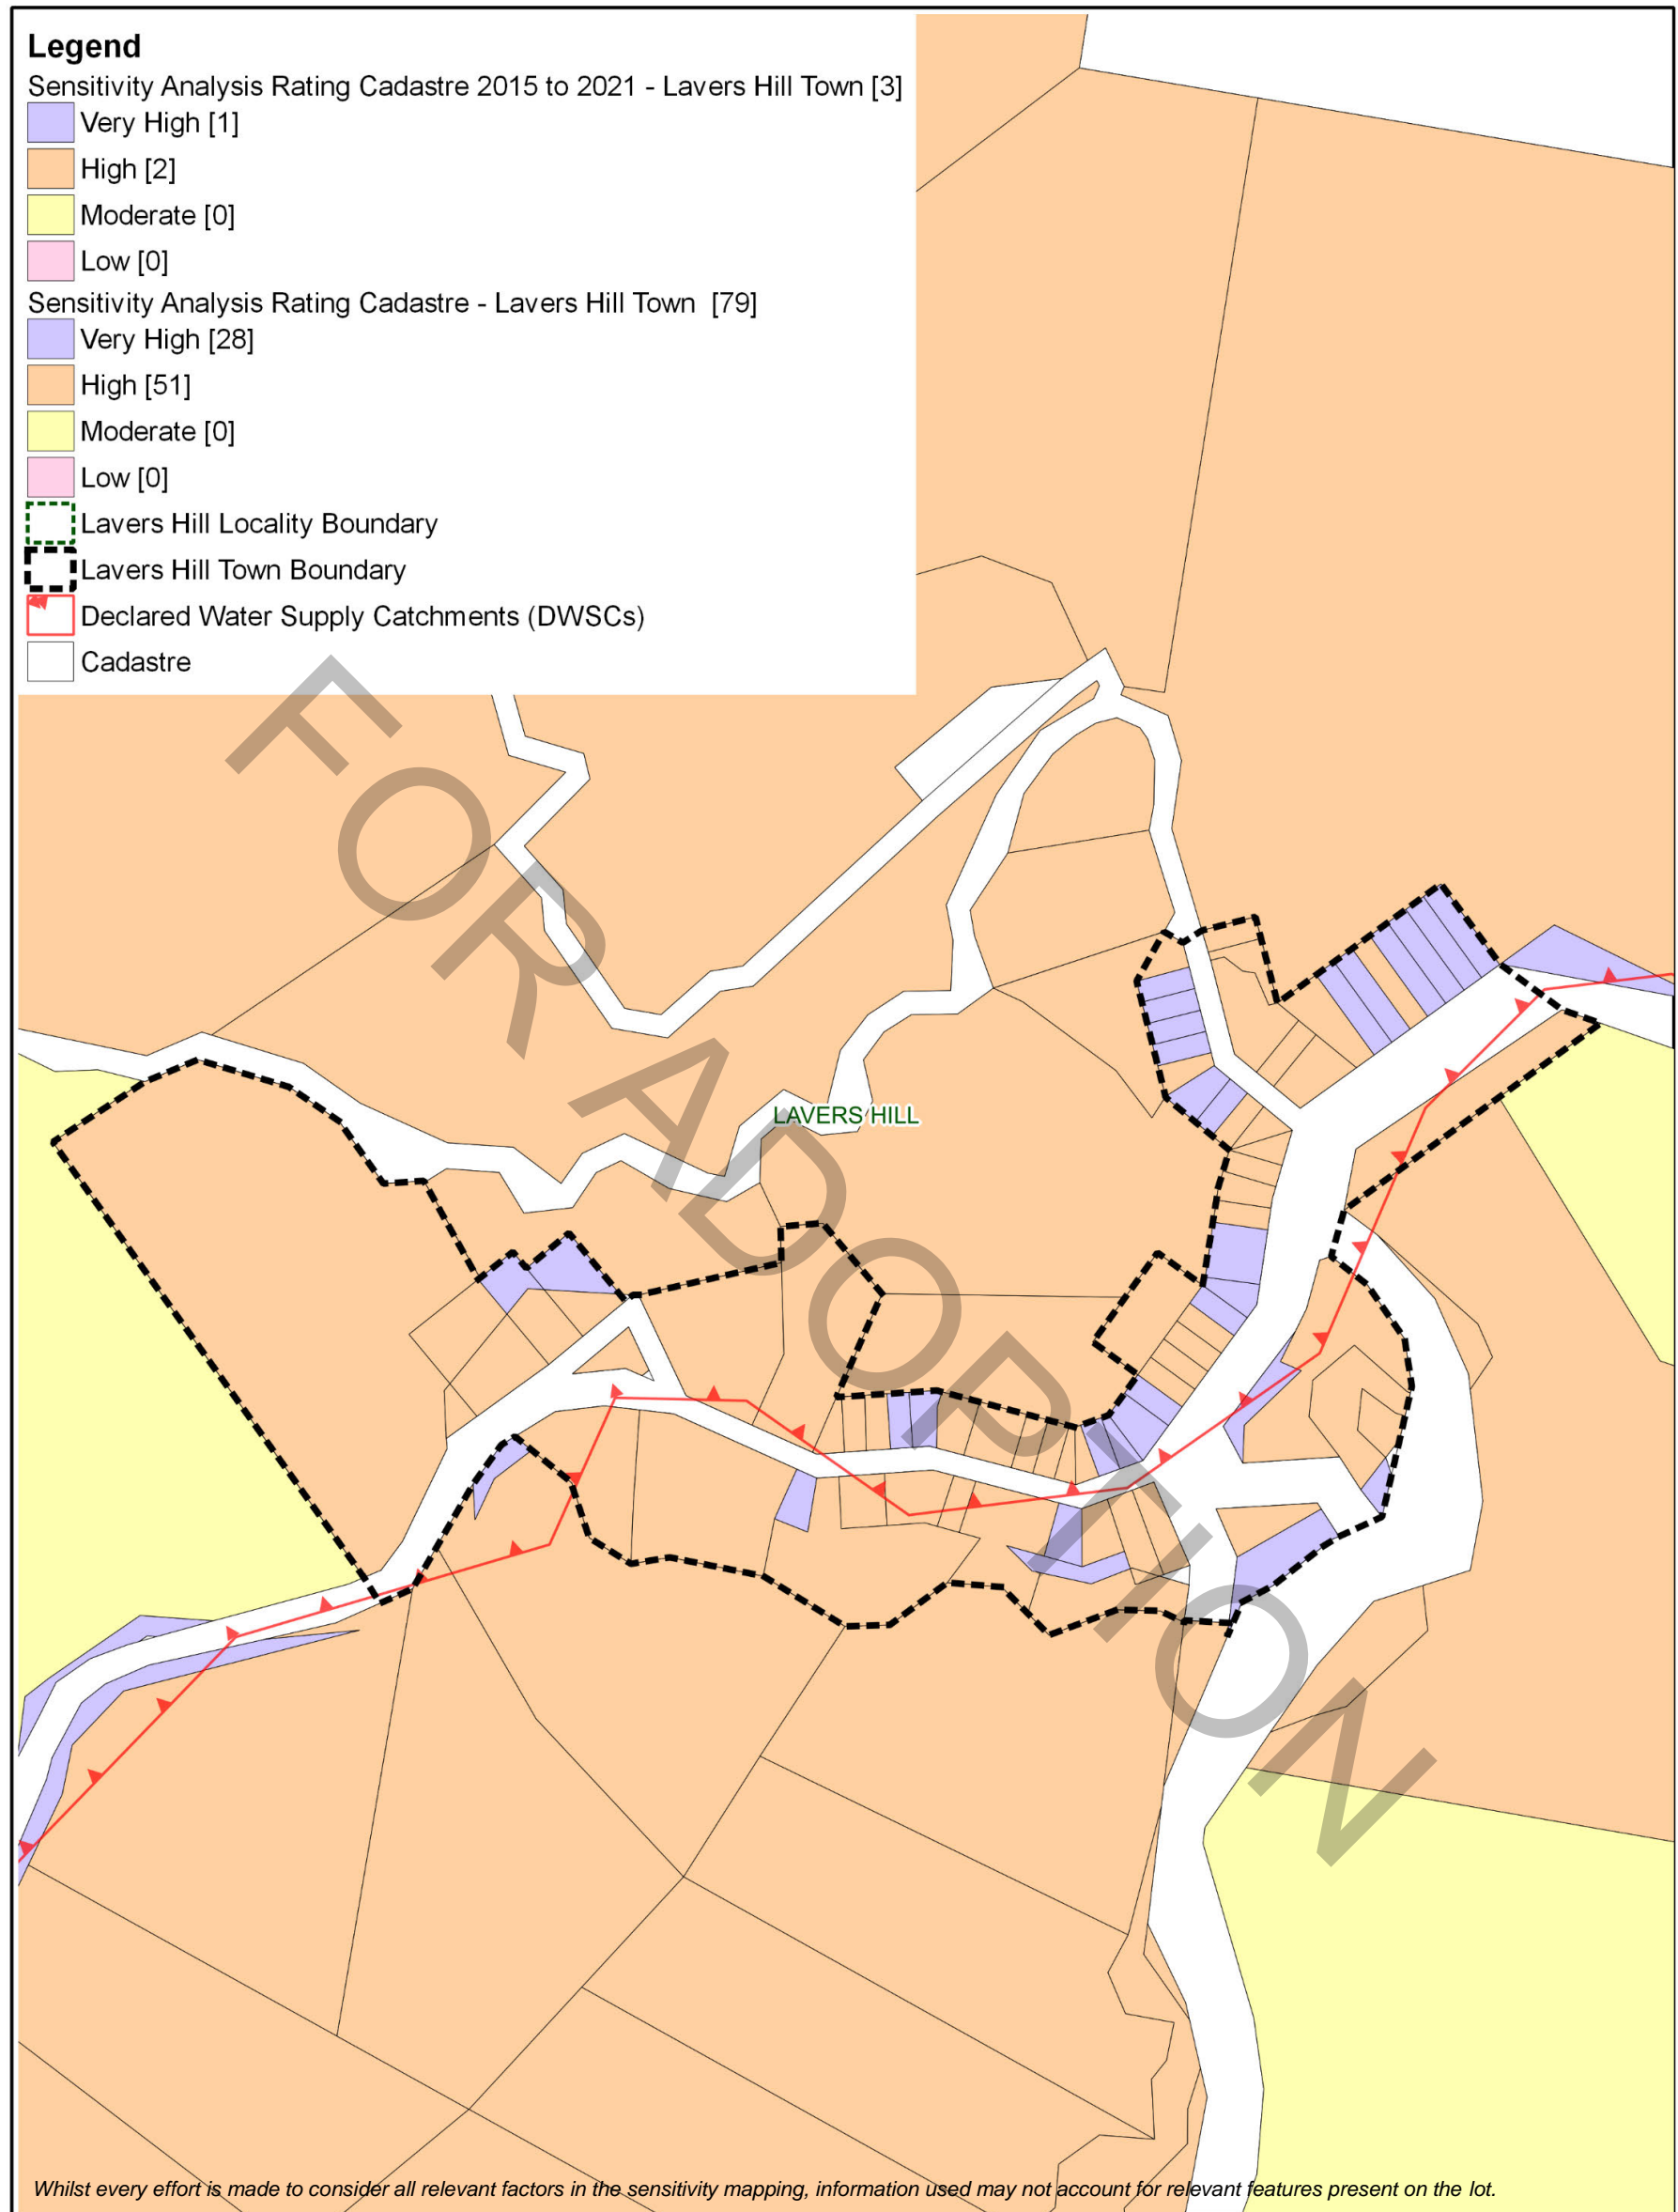 Legend
Sensitivity Analysis Rating Cadastre 2015 to 2021 - Lavers Hill Town [3]
Very High [1]
High [2]
Moderate [0]
Low [0]
Sensitivity Analysis Rating Cadastre - Lavers Hill Town [79]
Very High [28]
High [51]
Moderate [0]
Low [0]
Lavers Hill Locality Boundary
Lavers Hill Town Boundary
Declared Water Supply Catchments (DWSCs)
Cadastre
FOR ADOPTION
LAVERS HILL
Whilst every effort is made to consider all relevant factors in the sensitivity mapping, information used may not account for relevant features present on the lot.